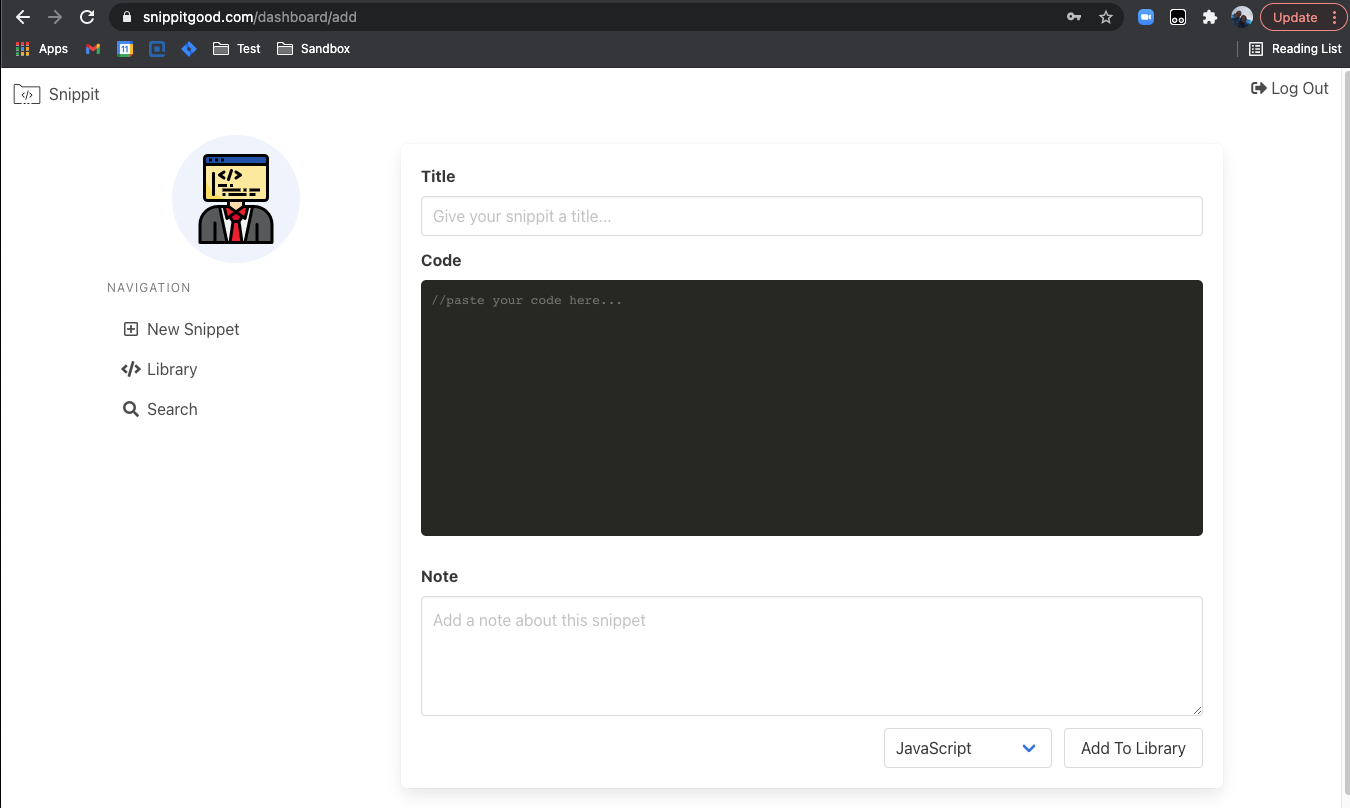 snippitgood.com/dashboard/add
Update
Apps
11
Test
Sandbox
Reading List
</> Snippit
Log Out
</>
NAVIGATION
New Snippet
</> Library
Search
Title
Give your snippit a title...
Code
//paste your code here...
Note
Add a note about this snippet
JavaScript
Add To Library